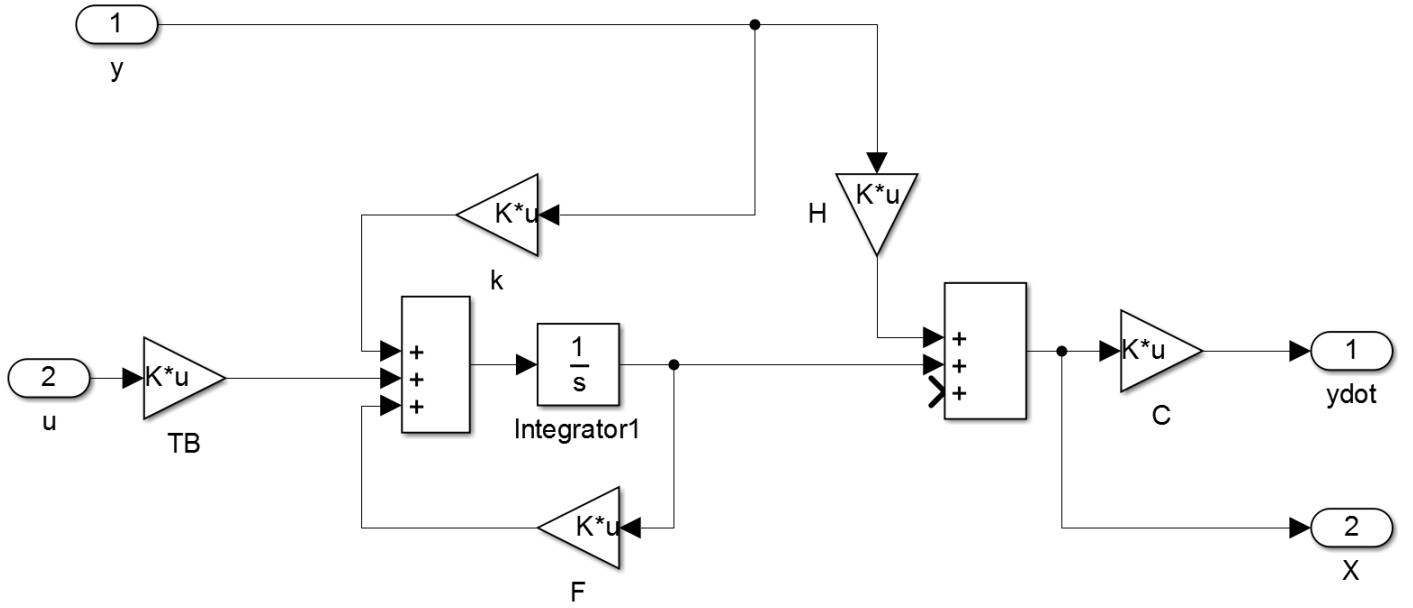 1
y
K*u
H
K*u
k
+
+
+
1
s
Integrator1
2
u
K*u
TB
+
+
+
K*u
C
1
ydot
K*u
F
2
X